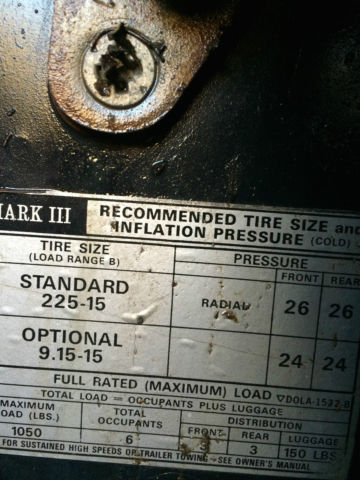 MARK III RECOMMENDED TIRE SIZE and
INFLATION PRESSURE (COLD)
TIRE SIZE
(LOAD RANGE B)
PRESSURE
FRONT REAR
STANDARD
225-15
RADIAL 26 26
OPTIONAL
9.15-15
24 24
FULL RATED (MAXIMUM) LOAD ▽DOLA-1532-B
TOTAL LOAD = OCCUPANTS PLUS LUGGAGE
MAXIMUM
LOAD (LBS.)
TOTAL
OCCUPANTS
DISTRIBUTION
FRONT REAR LUGGAGE
1050 6 3 3 150 LBS
FOR SUSTAINED HIGH SPEEDS OR TRAILER TOWING - SEE OWNER'S MANUAL